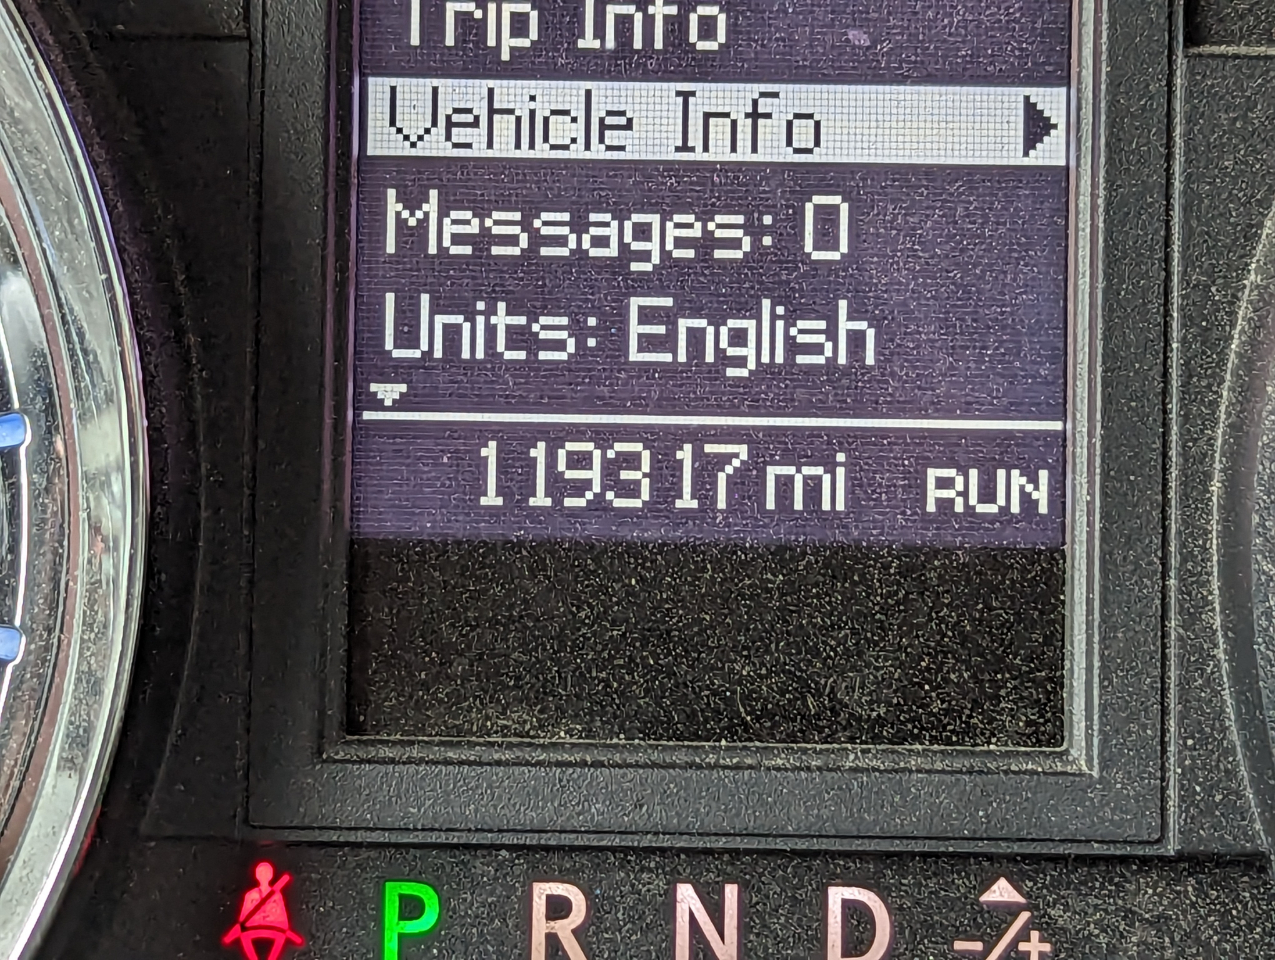 Trip Info
Vehicle Info
Messages: 0
Units: English
119317 mi RUN
P R N D -/+